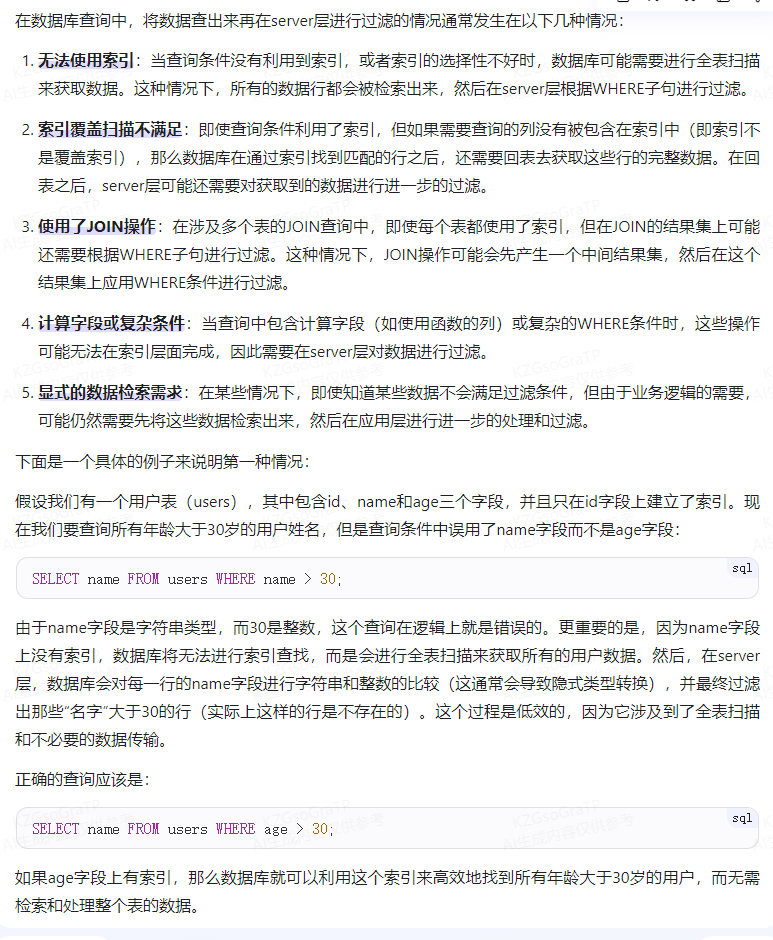 在数据库查询中，将数据查出来再在server层进行过滤的情况通常发生在以下几种情况：
1. 无法使用索引：当查询条件没有利用到索引，或者索引的选择性不好时，数据库可能需要进行全表扫描
来获取数据。这种情况下，所有的数据行都会被检索出来，然后在server层根据WHERE子句进行过滤。
2. 索引覆盖扫描不满足：即使查询条件利用了索引，但如果需要查询的列没有被包含在索引中（即索引不
是覆盖索引），那么数据库在通过索引找到匹配的行之后，还需要回表去获取这些行的完整数据。在回
表之后，server层可能还需要对获取到的数据进行进一步的过滤。
3. 使用了JOIN操作：在涉及多个表的JOIN查询中，即使每个表都使用了索引，但在JOIN的结果集上可能
还需要根据WHERE子句进行过滤。这种情况下，JOIN操作可能会先产生一个中间结果集，然后在这个
结果集上应用WHERE条件进行过滤。
4. 计算字段或复杂条件：当查询中包含计算字段（如使用函数的列）或复杂的WHERE条件时，这些操作
可能无法在索引层面完成，因此需要在server层对数据进行过滤。
5. 显式的数据检索需求：在某些情况下，即使知道某些数据不会满足过滤条件，但由于业务逻辑的需要，
可能仍然需要先将这些数据检索出来，然后在应用层进行进一步的处理和过滤。
下面是一个具体的例子来说明第一种情况：
假设我们有一个用户表（users），其中包含id、name和age三个字段，并且只在id字段上建立了索引。现
在我们要查询所有年龄大于30岁的用户姓名，但是查询条件中误用了name字段而不是age字段：
sql
SELECT name FROM users WHERE name > 30;
由于name字段是字符串类型，而30是整数，这个查询在逻辑上就是错误的。更重要的是，因为name字段
上没有索引，数据库将无法进行索引查找，而是会进行全表扫描来获取所有的用户数据。然后，在server
层，数据库会对每一行的name字段进行字符串和整数的比较（这通常会导致隐式类型转换），并最终过滤
出那些“名字”大于30的行（实际上这样的行是不存在的）。这个过程是低效的，因为它涉及到了全表扫描
和不必要的数据传输。
正确的查询应该是：
sql
SELECT name FROM users WHERE age > 30;
如果age字段上有索引，那么数据库就可以利用这个索引来高效地找到所有年龄大于30岁的用户，而无需
检索和处理整个表的数据。